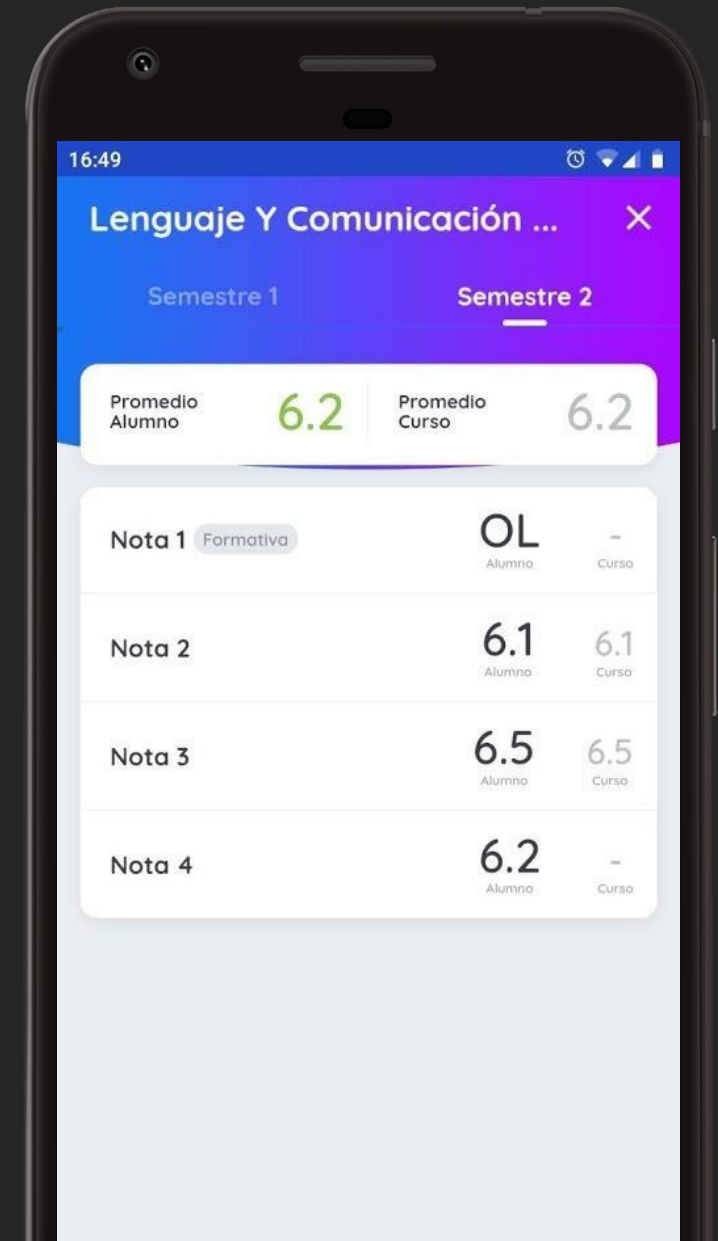 16:49
Lenguaje Y Comunicación ...
Semestre 1 Semestre 2
Promedio Alumno 6.2 Promedio Curso 6.2
Nota 1 Formativa OL -
Alumno Curso
Nota 2 6.1 6.1
Alumno Curso
Nota 3 6.5 6.5
Alumno Curso
Nota 4 6.2 -
Alumno Curso